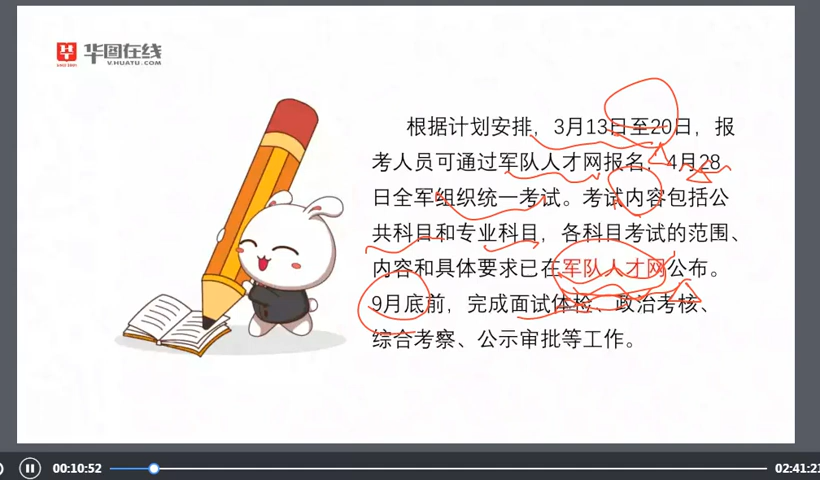 华图在线
V.HUATU.COM
根据计划安排，3月13日至20日，报
考人员可通过军队人才网报名，4月28
日全军组织统一考试。考试内容包括公
共科目和专业科目，各科目考试的范围、
内容和具体要求已在军队人才网公布。
9月底前，完成面试体检、政治考核、
综合考察、公示审批等工作。
00:10:52
02:41:21